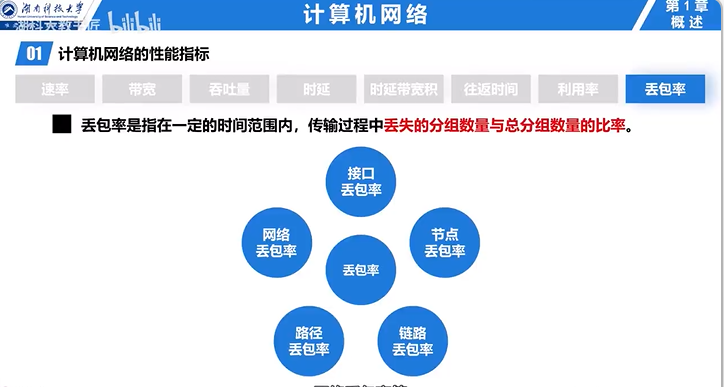 湖南科技大学
计算机网络
第1章
概述
湖科大教书匠 bilibili
01 计算机网络的性能指标
速率 带宽 吞吐量 时延 时延带宽积 往返时间 利用率 丢包率
丢包率是指在一定的时间范围内，传输过程中丢失的分组数量与总分组数量的比率。
接口
丢包率
网络
丢包率
节点
丢包率
丢包率
路径
丢包率
链路
丢包率